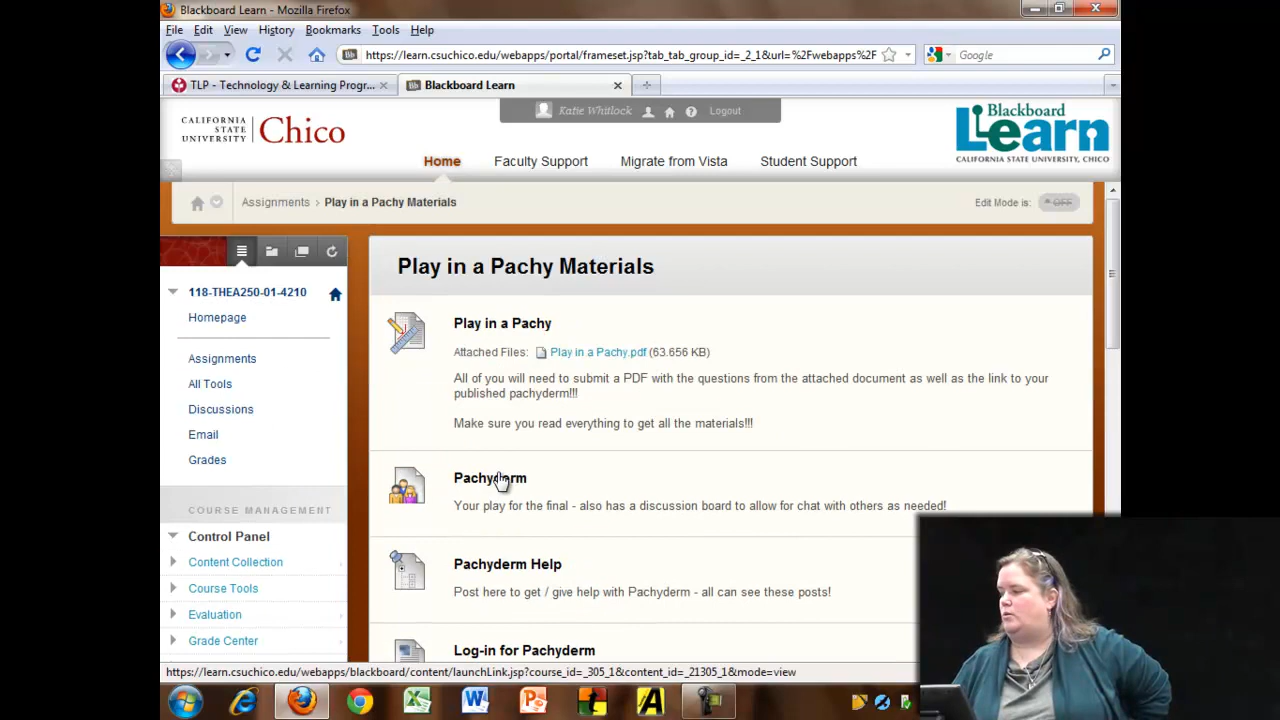 Blackboard Learn - Mozilla Firefox
File Edit View History Bookmarks Tools Help
https://learn.csuchico.edu/webapps/portal/frameset.jsp?tab_tab_group_id=_2_1&url=%2Fwebapps%2F
Google
TLP - Technology & Learning Progr...
Blackboard Learn
Katie Whitlock
Logout
CALIFORNIA STATE UNIVERSITY, Chico
Blackboard
Learn
CALIFORNIA STATE UNIVERSITY, CHICO
Home Faculty Support Migrate from Vista Student Support
Assignments > Play in a Pachy Materials
Edit Mode is: OFF
118-THEA250-01-4210
Homepage
Assignments
All Tools
Discussions
Email
Grades
COURSE MANAGEMENT
Control Panel
Content Collection
Course Tools
Evaluation
Grade Center
Play in a Pachy Materials
Play in a Pachy
Attached Files: Play in a Pachy.pdf (63.656 KB)
All of you will need to submit a PDF with the questions from the attached document as well as the link to your
published pachyderm!!!
Make sure you read everything to get all the materials!!!
Pachyderm
Your play for the final - also has a discussion board to allow for chat with others as needed!
Pachyderm Help
Post here to get / give help with Pachyderm - all can see these posts!
Log-in for Pachyderm
https://learn.csuchico.edu/webapps/blackboard/content/launchLink.jsp?course_id=_305_1&content_id=_21305_1&mode=view